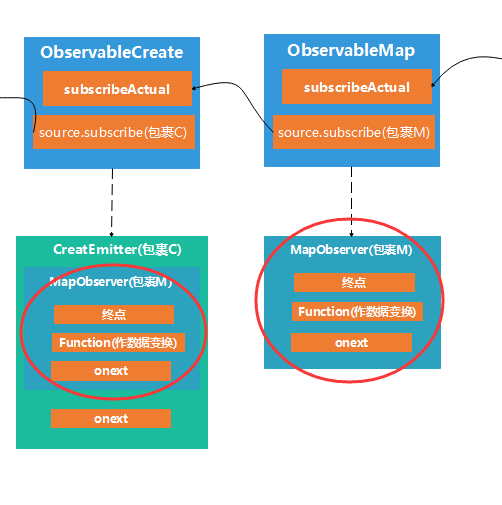 ObservableCreate
subscribeActual
source.subscribe(包裹C)
ObservableMap
subscribeActual
source.subscribe(包裹M)
CreatEmitter(包裹C)
MapObserver(包裹M)
终点
Function(作数据变换)
onext
onext
MapObserver(包裹M)
终点
Function(作数据变换)
onext